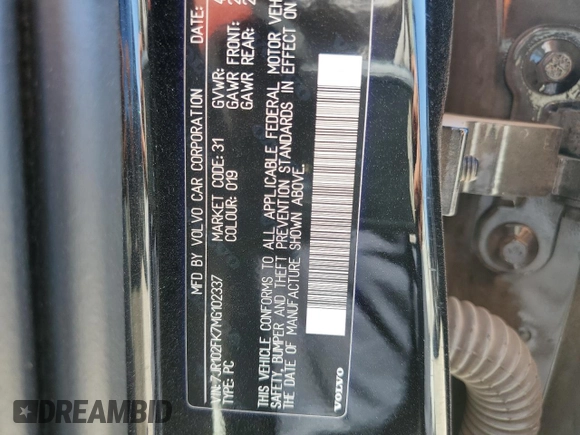 MFD BY VOLVO CAR CORPORATION DATE:
VIN: 7JR102FK7MG102337 MARKET CODE: 31 GVWR:
TYPE: PC COLOUR: 019 GAWR FRONT:
GAWR REAR:
THIS VEHICLE CONFORMS TO ALL APPLICABLE FEDERAL MOTOR
SAFETY, BUMPER AND THEFT PREVENTION STANDARDS IN EFFECT ON
THE DATE OF MANUFACTURE SHOWN ABOVE.
VOLVO
DREAMBID